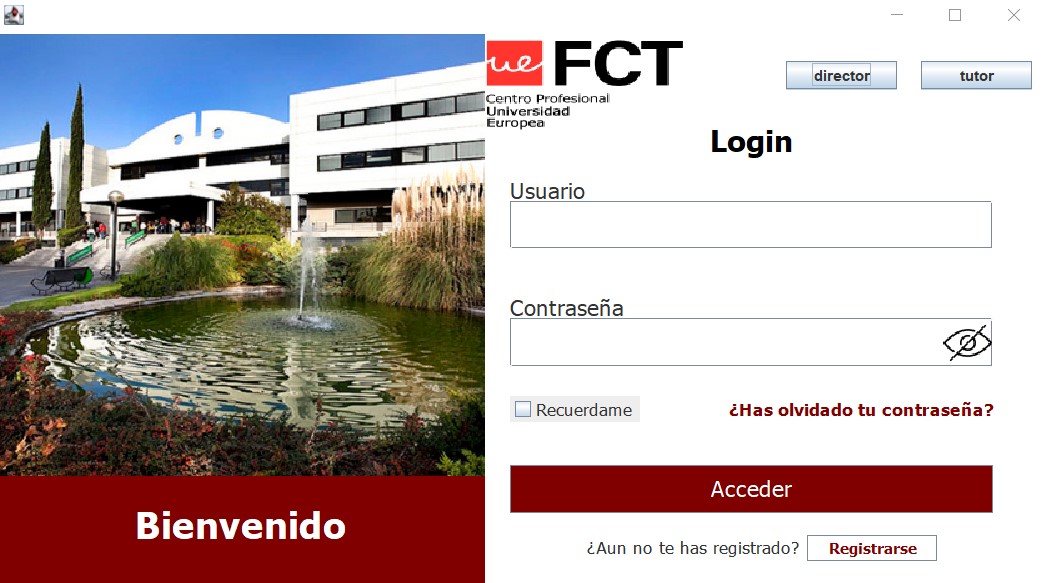 ue FCT
Centro Profesional
Universidad
Europea
director
tutor
Login
Usuario
Contraseña
Recuerdame
¿Has olvidado tu contraseña?
Acceder
¿Aun no te has registrado?
Registrarse
Bienvenido